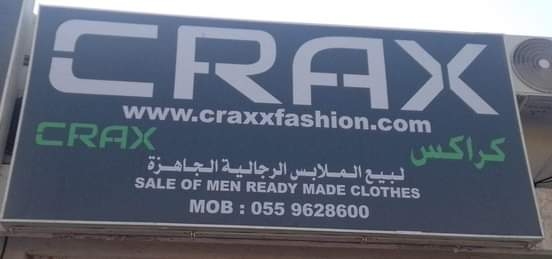 CRAX
www.craxxfashion.com
CRAX
كراكس
لبيع الملابس الرجالية الجاهزة
SALE OF MEN READY MADE CLOTHES
MOB : 055 9628600